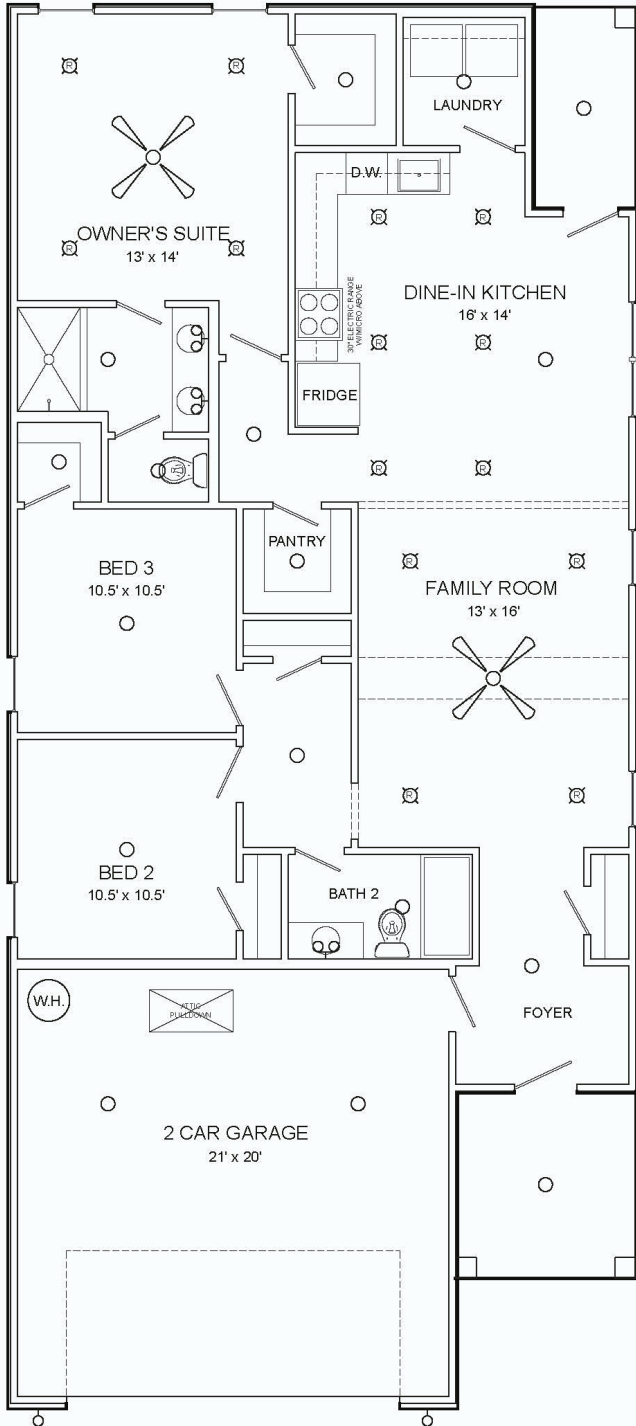 R
R
LAUNDRY
D.W.
OWNER'S SUITE
13' x 14'
R
R
R
R
30" ELECTRIC RANGE
W/MICRO ABOVE
DINE-IN KITCHEN
16' x 14'
R
R
FRIDGE
R
R
PANTRY
R
R
BED 3
10.5' x 10.5'
FAMILY ROOM
13' x 16'
R
R
BED 2
10.5' x 10.5'
BATH 2
W.H.
ATTIC
PULLDOWN
FOYER
2 CAR GARAGE
21' x 20'